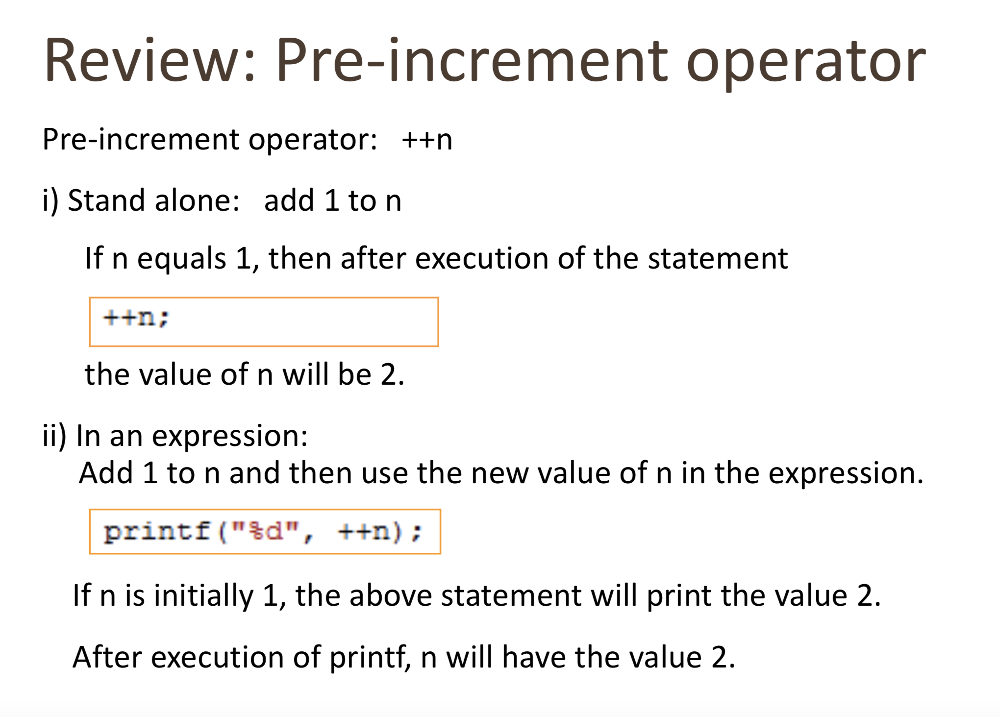 Review: Pre-increment operator
Pre-increment operator: ++n
i) Stand alone: add 1 to n
If n equals 1, then after execution of the statement
++n;
the value of n will be 2.
ii) In an expression:
Add 1 to n and then use the new value of n in the expression.
printf("%d", ++n);
If n is initially 1, the above statement will print the value 2.
After execution of printf, n will have the value 2.